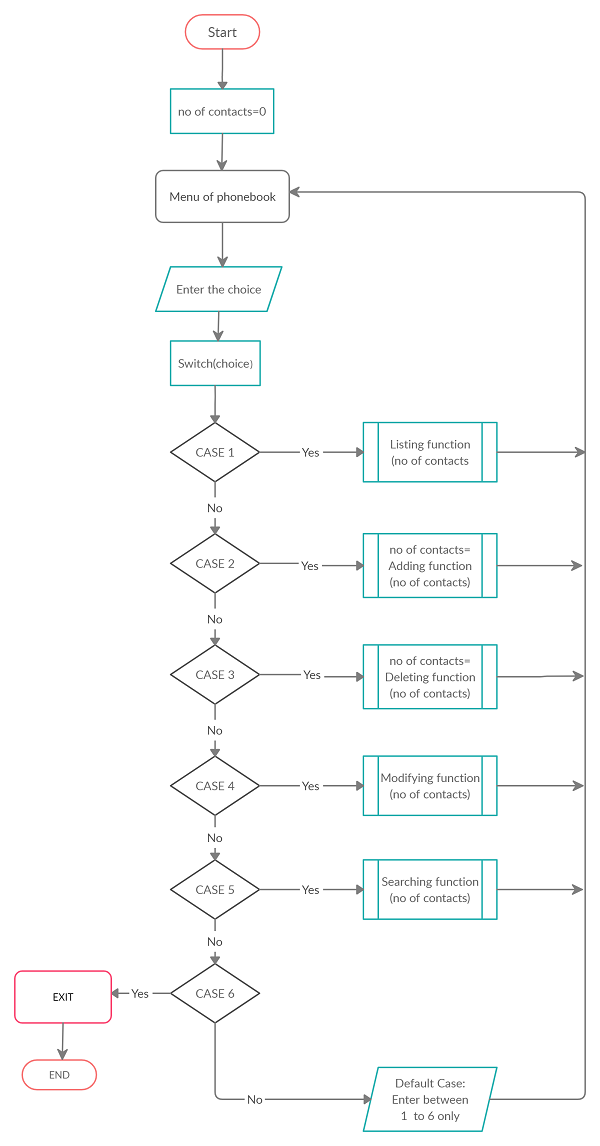 Start
no of contacts=0
Menu of phonebook
Enter the choice
Switch(choice)
CASE 1
Yes
Listing function
(no of contacts
No
CASE 2
Yes
no of contacts=
Adding function
(no of contacts)
No
CASE 3
Yes
no of contacts=
Deleting function
(no of contacts)
No
CASE 4
Yes
Modifying function
(no of contacts)
No
CASE 5
Yes
Searching function
(no of contacts)
No
EXIT
Yes
CASE 6
END
No
Default Case:
Enter between
1 to 6 only